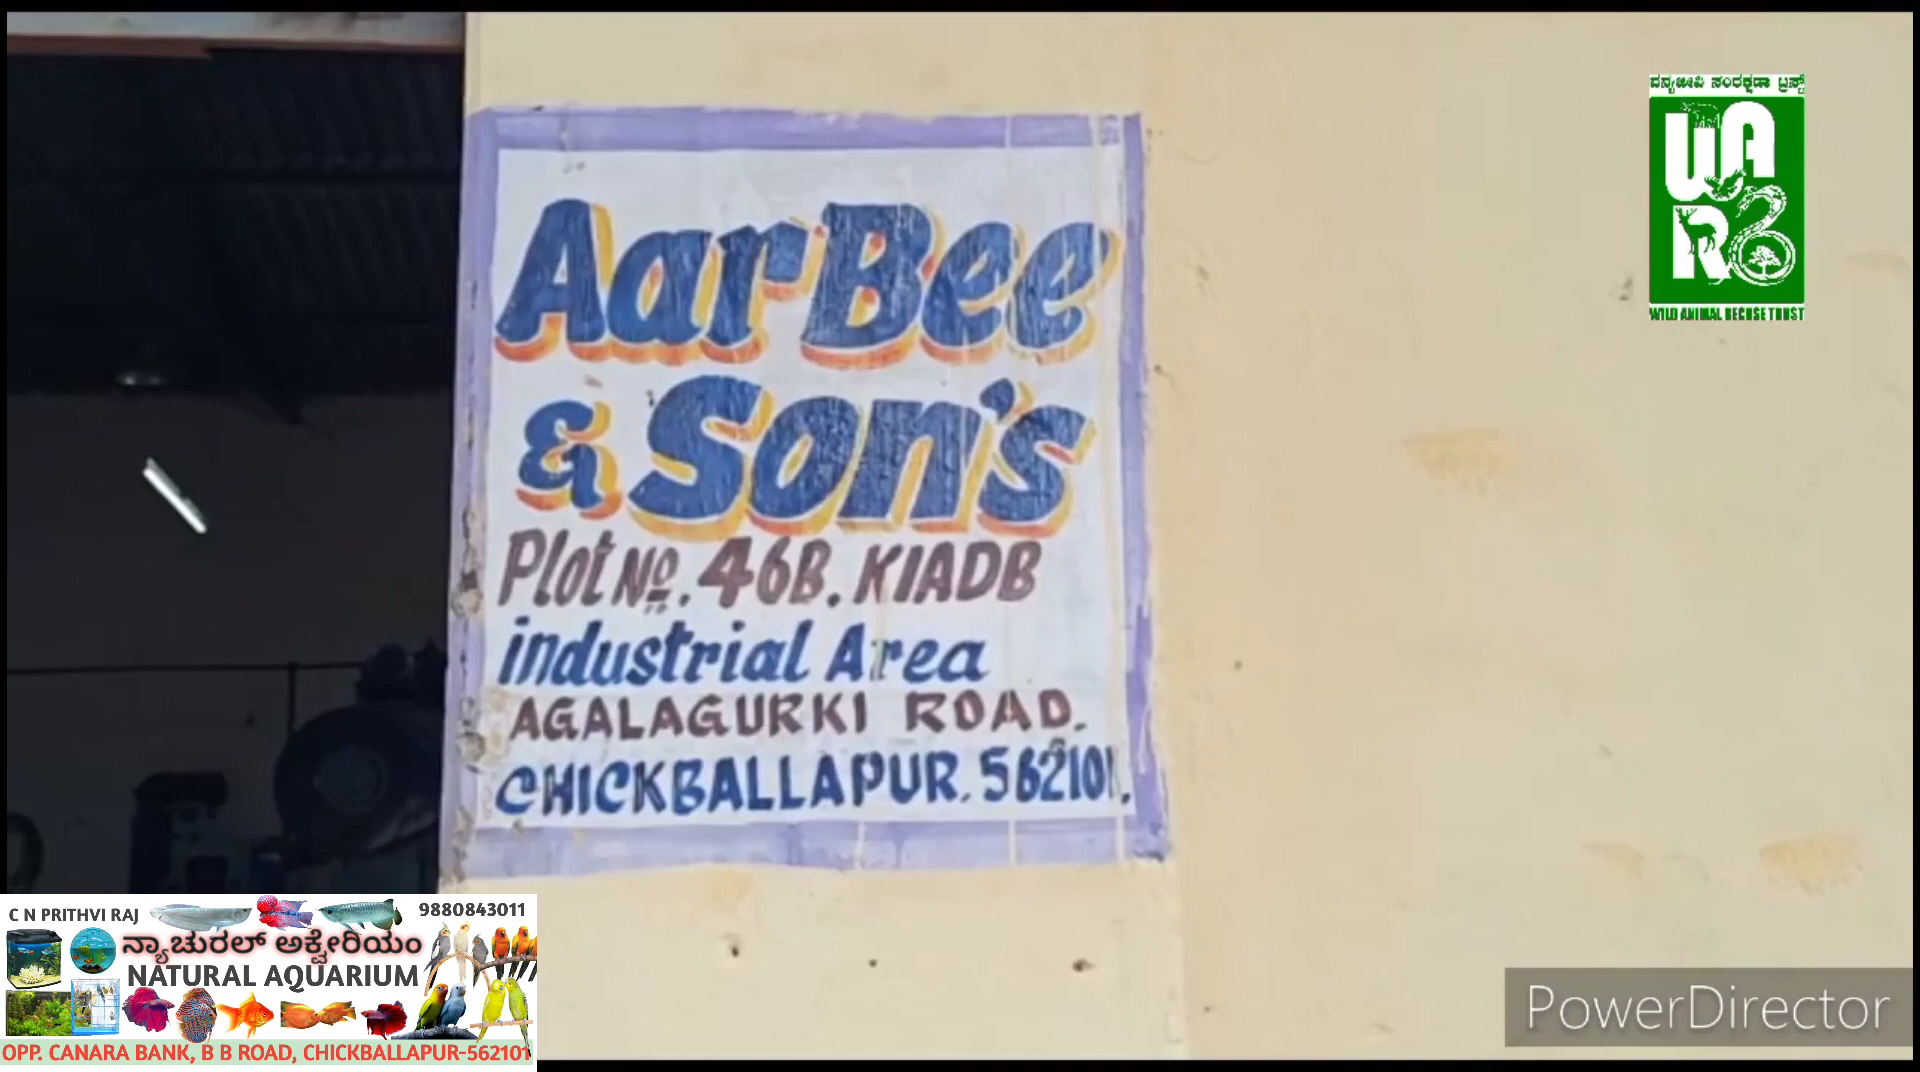 Aar Bee
& Son's
Plot No. 46B. KIADB
industrial Area
AGALAGURKI ROAD.
CHICKBALLAPUR. 562101.
ವನ್ಯಜೀವಿ ಸಂರಕ್ಷಣಾ ಟ್ರಸ್ಟ್
WAR
WILD ANIMAL RECUSE TRUST
C N PRITHVI RAJ
9880843011
ನ್ಯಾಚುರಲ್ ಅಕ್ವೇರಿಯಂ
NATURAL AQUARIUM
OPP. CANARA BANK, B B ROAD, CHICKBALLAPUR-562101
PowerDirector